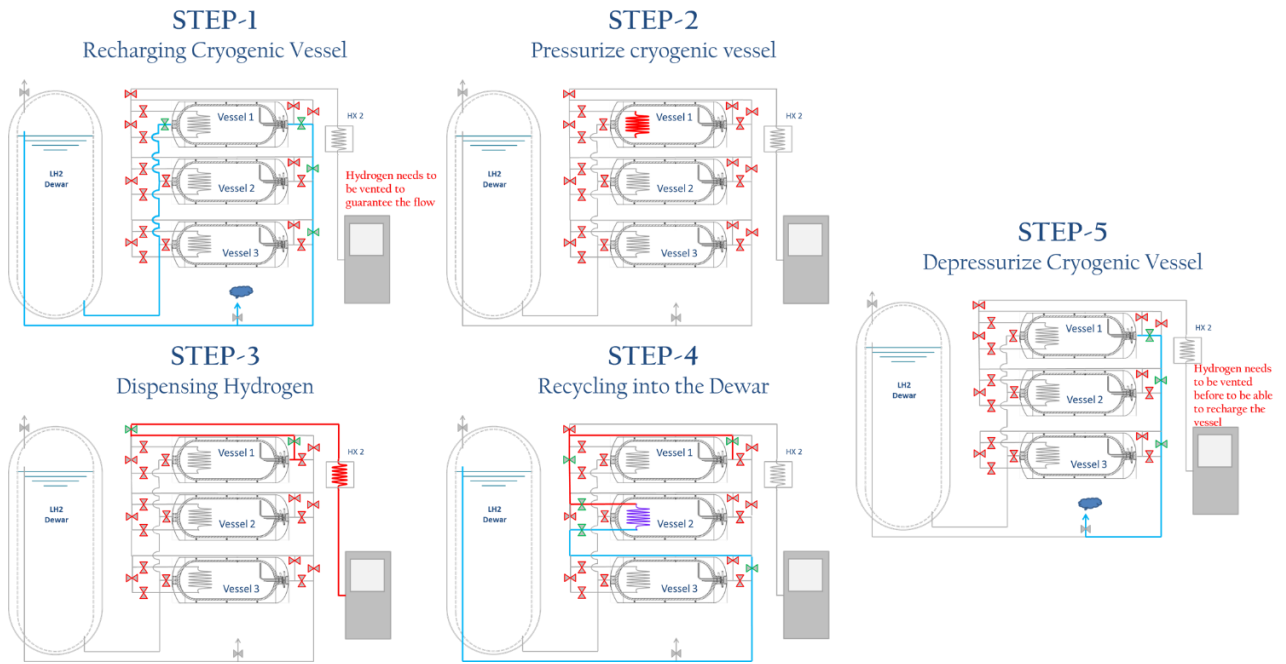 STEP-1
Recharging Cryogenic Vessel
LH2
Dewar
Vessel 1
Vessel 2
Vessel 3
HX 2
Hydrogen needs to
be vented to
guarantee the flow
STEP-2
Pressurize cryogenic vessel
LH2
Dewar
Vessel 1
Vessel 2
Vessel 3
HX 2
STEP-3
Dispensing Hydrogen
LH2
Dewar
Vessel 1
Vessel 2
Vessel 3
HX 2
STEP-4
Recycling into the Dewar
LH2
Dewar
Vessel 1
Vessel 2
Vessel 3
HX 2
STEP-5
Depressurize Cryogenic Vessel
LH2
Dewar
Vessel 1
Vessel 2
Vessel 3
HX 2
Hydrogen needs
to be vented
before to be able
to recharge the
vessel